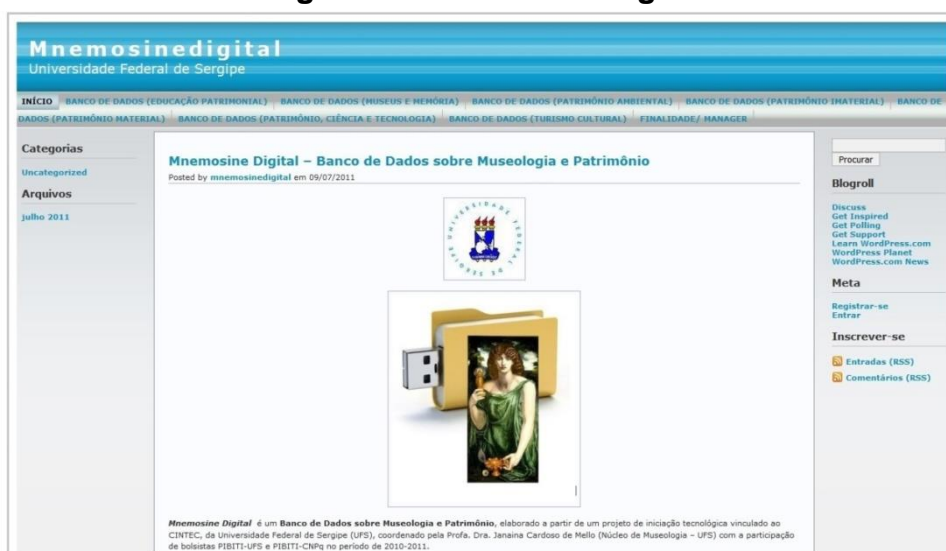 Mnemosinedigital
Universidade Federal de Sergipe
INÍCIO BANCO DE DADOS (EDUCAÇÃO PATRIMONIAL) BANCO DE DADOS (MUSEUS E MEMÓRIA) BANCO DE DADOS (PATRIMÔNIO AMBIENTAL) BANCO DE DADOS (PATRIMÔNIO IMATERIAL) BANCO DE
DADOS (PATRIMÔNIO MATERIAL) BANCO DE DADOS (PATRIMÔNIO, CIÊNCIA E TECNOLOGIA) BANCO DE DADOS (TURISMO CULTURAL) FINALIDADE/ MANAGER
Categorias
Uncategorized
Arquivos
julho 2011
Mnemosine Digital – Banco de Dados sobre Museologia e Patrimônio
Posted by mnemosinedigital em 09/07/2011
UNIVERSIDADE FEDERAL DE SERGIPE
Mnemosine Digital é um Banco de Dados sobre Museologia e Patrimônio, elaborado a partir de um projeto de iniciação tecnológica vinculado ao
CINTEC, da Universidade Federal de Sergipe (UFS), coordenado pela Profa. Dra. Janaina Cardoso de Mello (Núcleo de Museologia – UFS) com a participação
de bolsistas PIBITI-UFS e PIBITI-CNPq no período de 2010-2011.
Procurar
Blogroll
Discuss
Get Inspired
Get Polling
Get Support
Learn WordPress.com
WordPress Planet
WordPress.com News
Meta
Registrar-se
Entrar
Inscrever-se
Entradas (RSS)
Comentários (RSS)